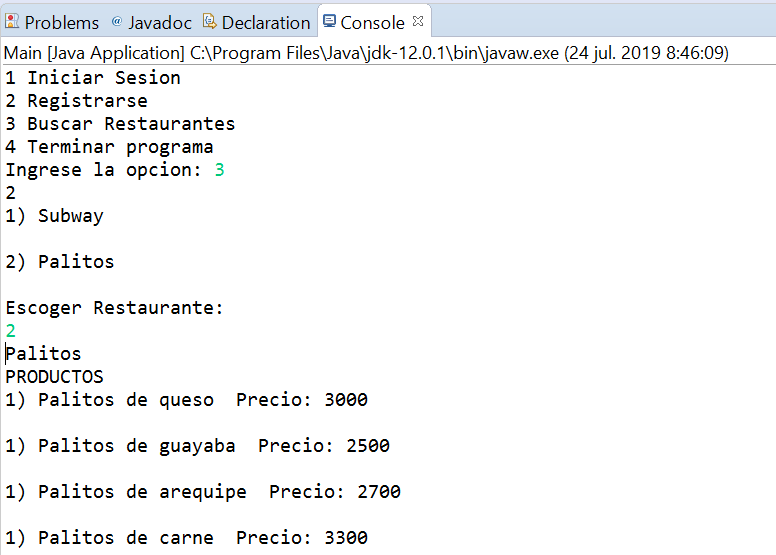 Problems @ Javadoc Declaration Console
Main [Java Application] C:\Program Files\Java\jdk-12.0.1\bin\javaw.exe (24 jul. 2019 8:46:09)
1 Iniciar Sesion
2 Registrarse
3 Buscar Restaurantes
4 Terminar programa
Ingrese la opcion: 3
2
1) Subway
2) Palitos
Escoger Restaurante:
2
Palitos
PRODUCTOS
1) Palitos de queso  Precio: 3000
1) Palitos de guayaba  Precio: 2500
1) Palitos de arequipe  Precio: 2700
1) Palitos de carne  Precio: 3300